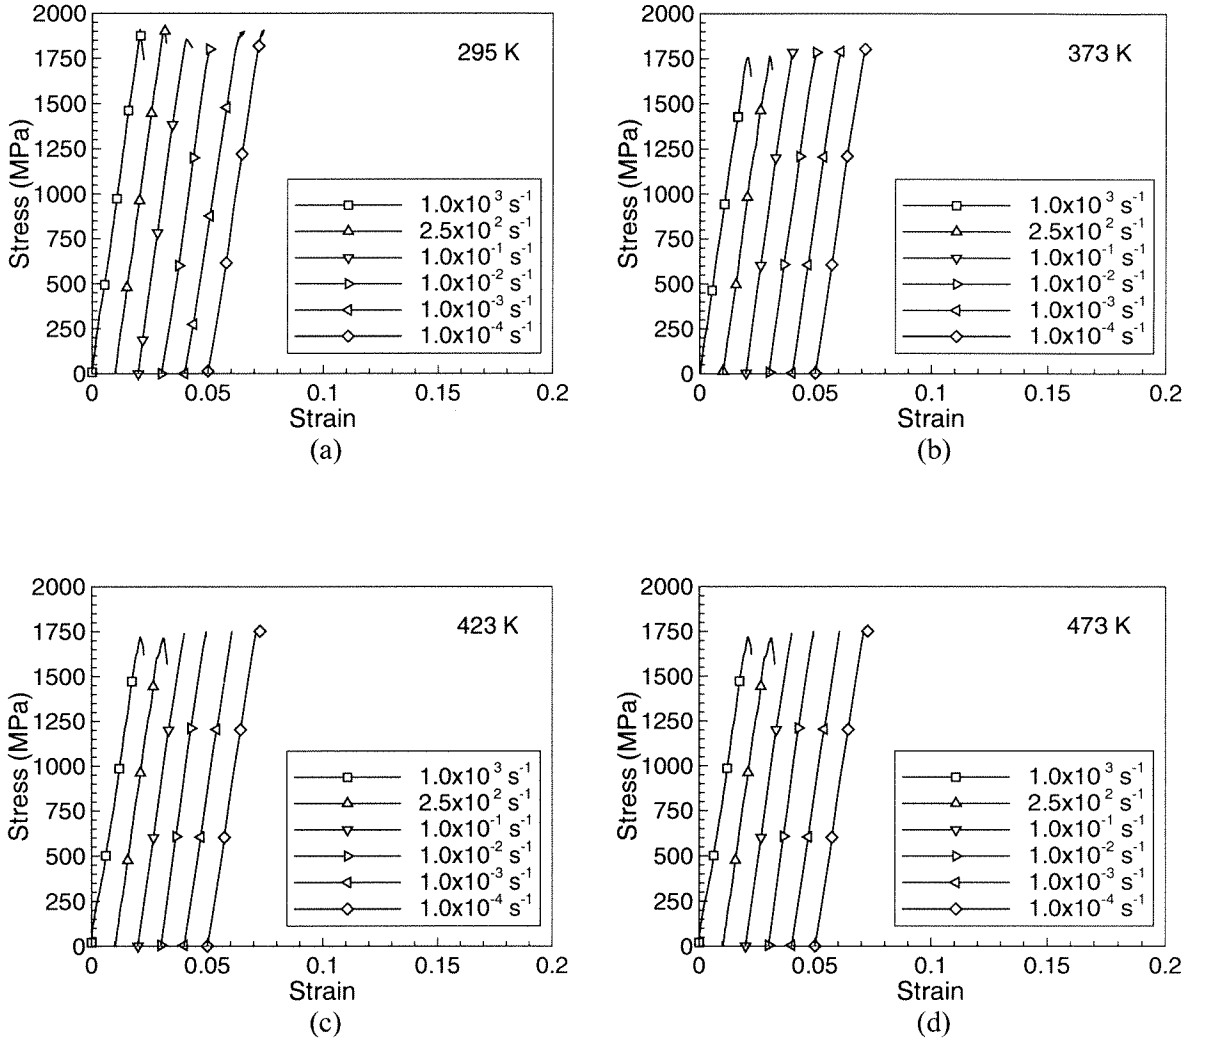 2000
1750
1500
1250
1000
750
500
250
0
Stress (MPa)
295 K
1.0x10³ s⁻¹
2.5x10² s⁻¹
1.0x10⁻¹ s⁻¹
1.0x10⁻² s⁻¹
1.0x10⁻³ s⁻¹
1.0x10⁻⁴ s⁻¹
0 0.05 0.1 0.15 0.2
Strain
(a)
2000
1750
1500
1250
1000
750
500
250
0
Stress (MPa)
373 K
1.0x10³ s⁻¹
2.5x10² s⁻¹
1.0x10⁻¹ s⁻¹
1.0x10⁻² s⁻¹
1.0x10⁻³ s⁻¹
1.0x10⁻⁴ s⁻¹
0 0.05 0.1 0.15 0.2
Strain
(b)
2000
1750
1500
1250
1000
750
500
250
0
Stress (MPa)
423 K
1.0x10³ s⁻¹
2.5x10² s⁻¹
1.0x10⁻¹ s⁻¹
1.0x10⁻² s⁻¹
1.0x10⁻³ s⁻¹
1.0x10⁻⁴ s⁻¹
0 0.05 0.1 0.15 0.2
Strain
(c)
2000
1750
1500
1250
1000
750
500
250
0
Stress (MPa)
473 K
1.0x10³ s⁻¹
2.5x10² s⁻¹
1.0x10⁻¹ s⁻¹
1.0x10⁻² s⁻¹
1.0x10⁻³ s⁻¹
1.0x10⁻⁴ s⁻¹
0 0.05 0.1 0.15 0.2
Strain
(d)